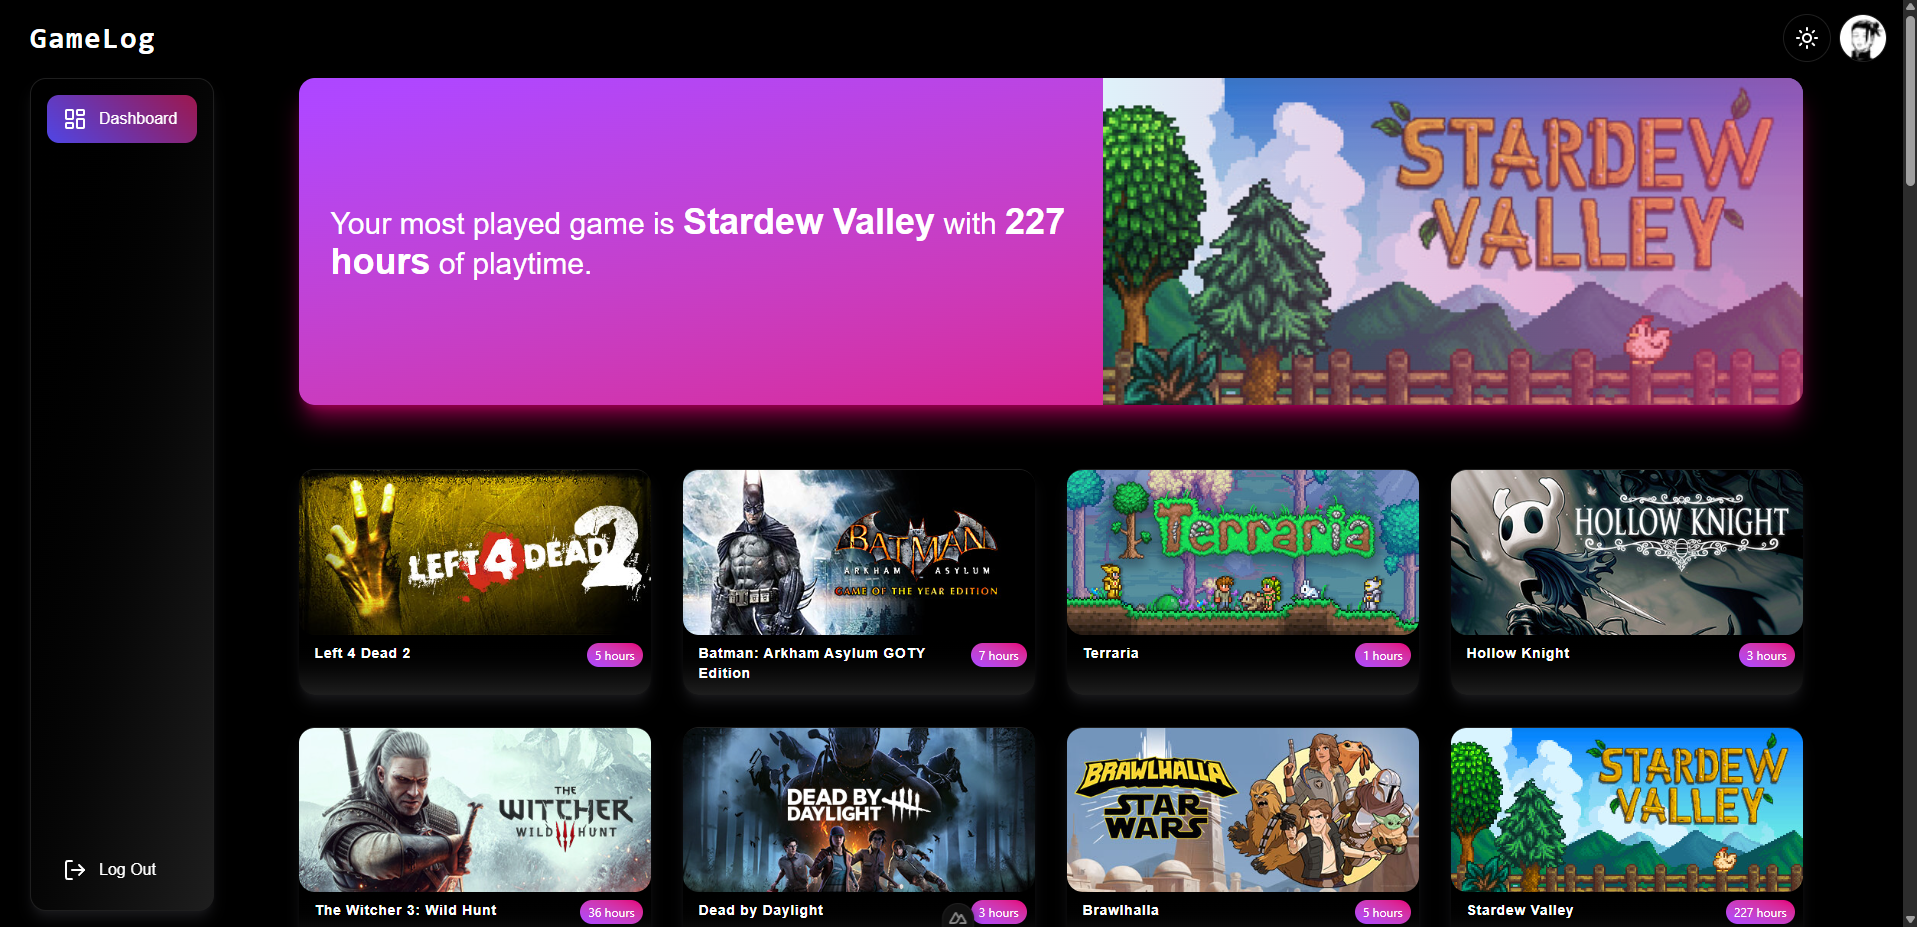 GameLog
Dashboard
Your most played game is Stardew Valley with 227
hours of playtime.
STARDEW
VALLEY
LEFT 4 DEAD 2
BATMAN
ARKHAM ASYLUM
GAME OF THE YEAR EDITION
Terraria
HOLLOW KNIGHT
Left 4 Dead 2
5 hours
Batman: Arkham Asylum GOTY
Edition
7 hours
Terraria
1 hours
Hollow Knight
3 hours
THE
WITCHER
WILD HUNT
DEAD BY
DAYLIGHT
BRAWLHALLA
STAR
WARS
STARDEW
VALLEY
Log Out
The Witcher 3: Wild Hunt
36 hours
Dead by Daylight
3 hours
Brawlhalla
5 hours
Stardew Valley
227 hours